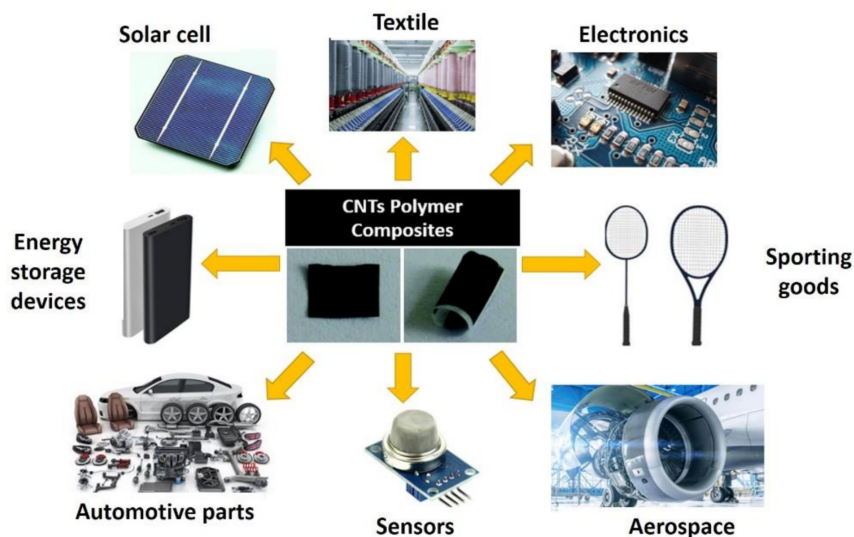 Solar cell
Textile
Electronics
CNTs Polymer
Composites
Energy
storage
devices
Sporting
goods
Automotive parts
Sensors
Aerospace